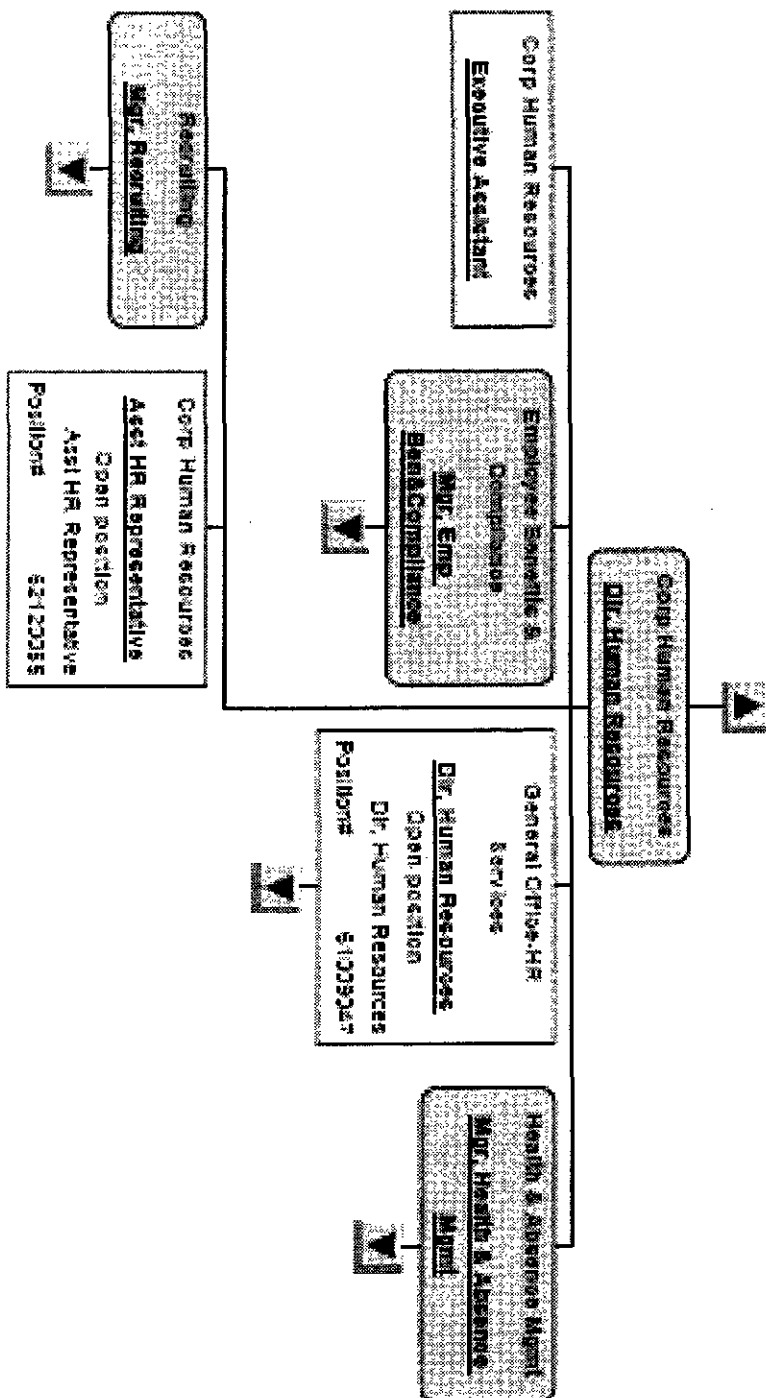 Corp Human Resources
Dir, Human Resources
Corp Human Resources
Executive Assistant
Employee Benefits &
Compliance
Mgr, Emp
Ben&Compliance
General Office-HR
Services
Dir, Human Resources
Open position
Dir, Human Resources
Position#
Health & Absence Mgmt
Mgr, Health & Absence
Mgmt
Recruiting
Mgr, Recruiting
Corp Human Resources
Asst HR Representative
Open position
Asst HR Representative
Position#